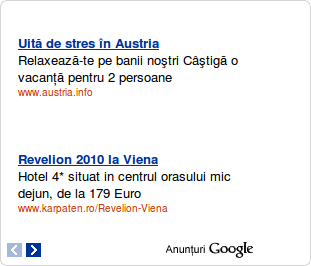 Uită de stres în Austria
Relaxează-te pe banii noştri Câştigă o
vacanţă pentru 2 persoane
www.austria.info
Revelion 2010 la Viena
Hotel 4* situat in centrul orasului mic
dejun, de la 179 Euro
www.karpaten.ro/Revelion-Viena
Anunţuri Google